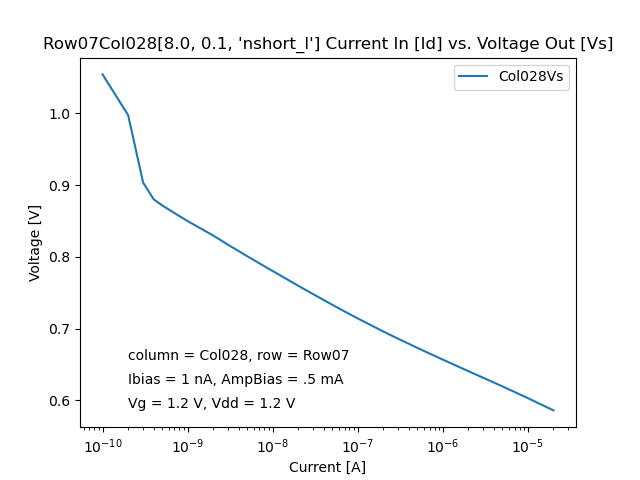 Row07Col028[8.0, 0.1, 'nshort_l'] Current In [Id] vs. Voltage Out [Vs]
Col028Vs
1.0
0.9
0.8
0.7
0.6
Voltage [V]
column = Col028, row = Row07
Ibias = 1 nA, AmpBias = .5 mA
Vg = 1.2 V, Vdd = 1.2 V
10⁻¹⁰ 10⁻⁹ 10⁻⁸ 10⁻⁷ 10⁻⁶ 10⁻⁵
Current [A]